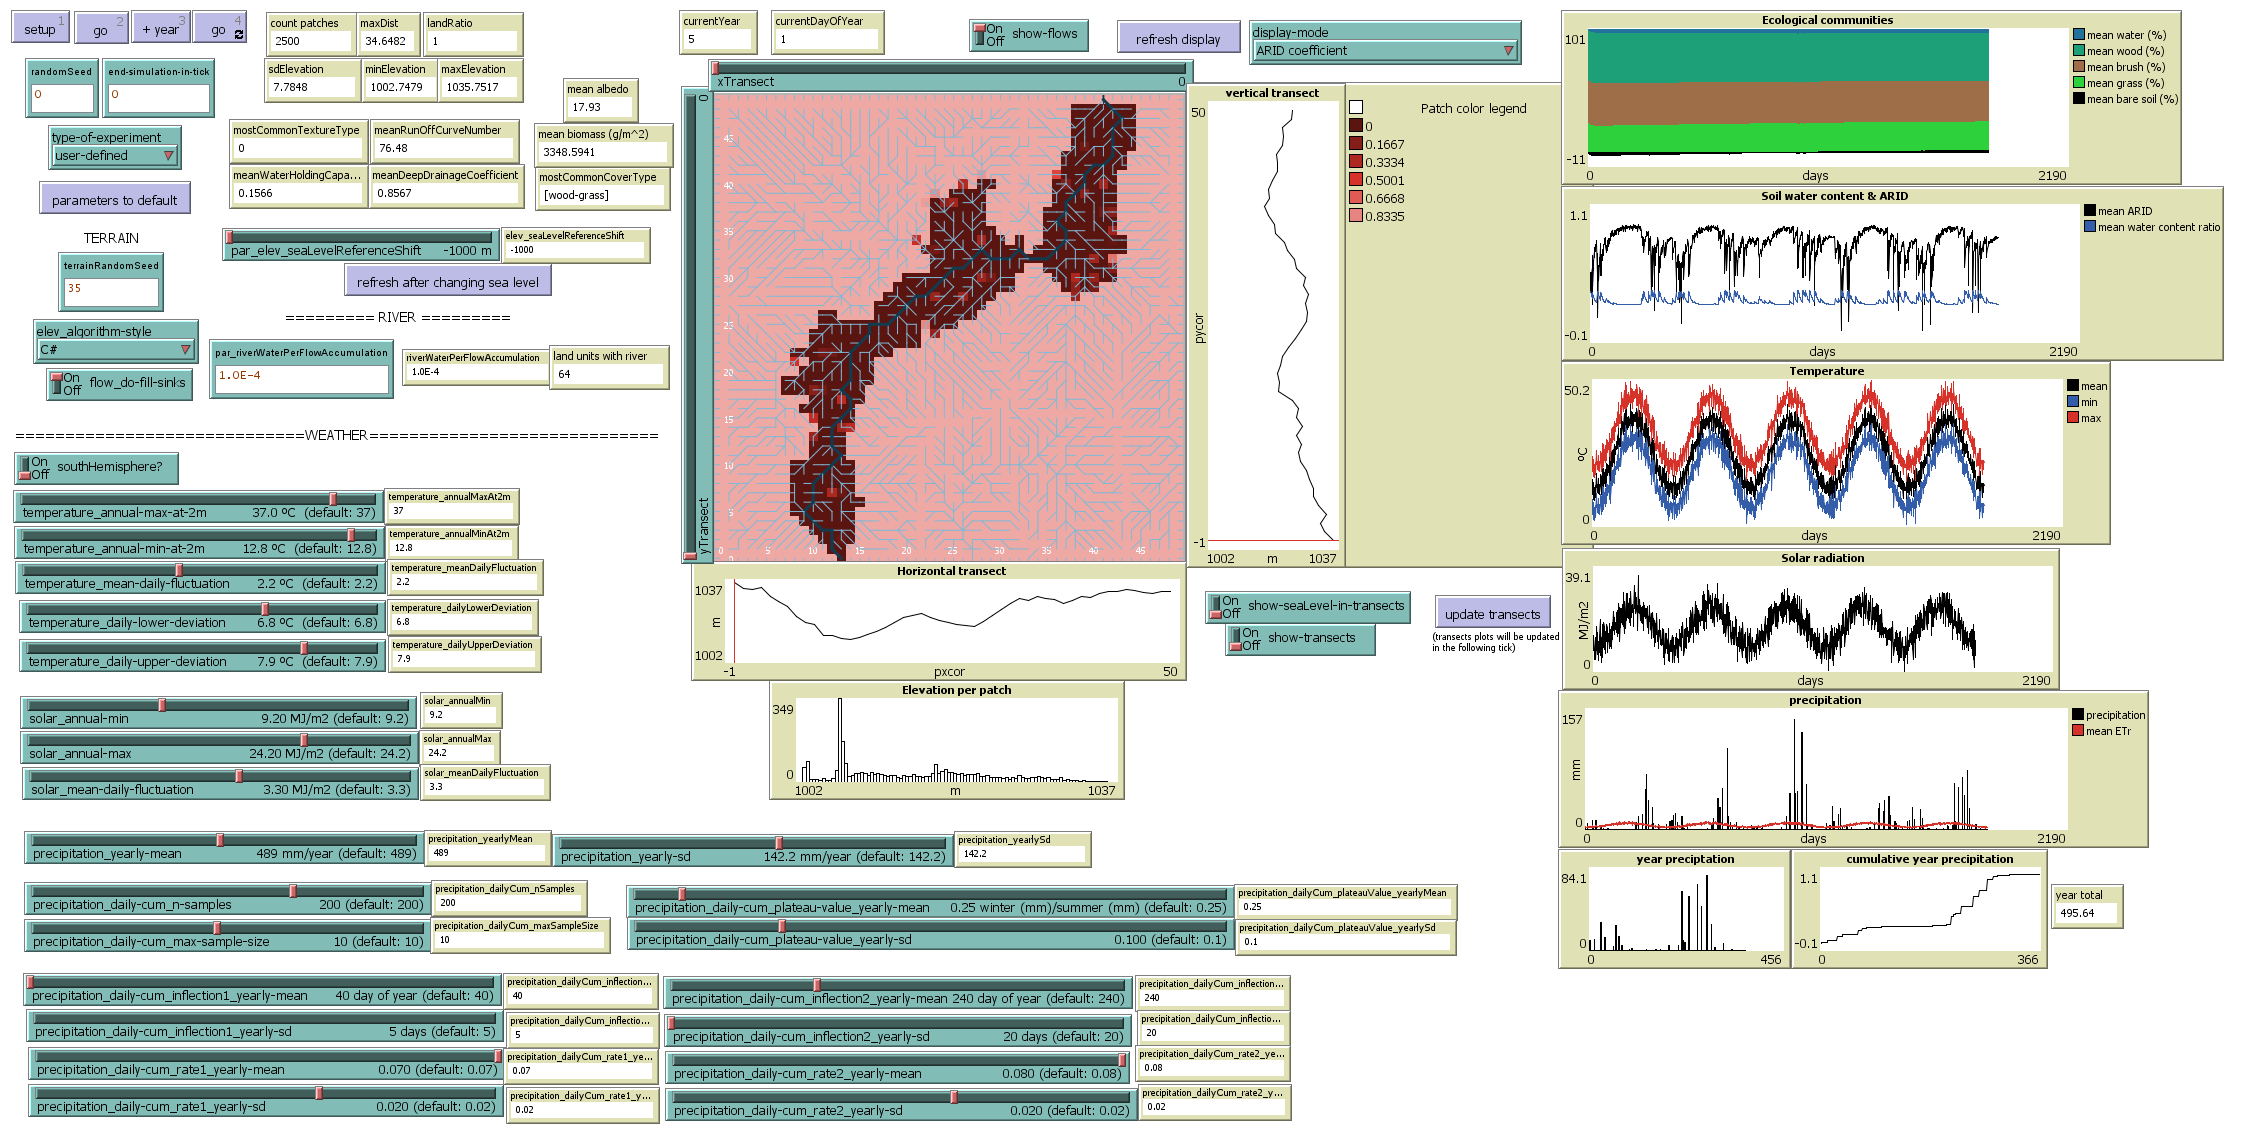 setup 1
go 2
+ year 3
go 4
count patches
2500
maxDist
34.6482
landRatio
1
currentYear
5
currentDayOfYear
1
On
Off
show-flows
refresh display
display-mode
ARID coefficient
randomSeed
0
end-simulation-in-tick
0
sdElevation
7.7848
minElevation
1002.7479
maxElevation
1035.7517
mean albedo
17.93
type-of-experiment
user-defined
mostCommonTextureType
0
meanRunOffCurveNumber
76.48
mean biomass (g/m^2)
3348.5941
meanWaterHoldingCapa...
0.1566
meanDeepDrainageCoefficient
0.8567
mostCommonCoverType
[wood-grass]
parameters to default
TERRAIN
terrainRandomSeed
35
par_elev_seaLevelReferenceShift -1000 m
elev_seaLevelReferenceShift
-1000
refresh after changing sea level
========= RIVER =========
elev_algorithm-style
C#
On
Off
flow_do-fill-sinks
par_riverWaterPerFlowAccumulation
1.0E-4
riverWaterPerFlowAccumulation
1.0E-4
land units with river
64
=============================WEATHER=============================
On
Off
southHemisphere?
temperature_annual-max-at-2m 37.0 ºC (default: 37)
temperature_annualMaxAt2m
37
temperature_annual-min-at-2m 12.8 ºC (default: 12.8)
temperature_annualMinAt2m
12.8
temperature_mean-daily-fluctuation 2.2 ºC (default: 2.2)
temperature_meanDailyFluctuation
2.2
temperature_daily-lower-deviation 6.8 ºC (default: 6.8)
temperature_dailyLowerDeviation
6.8
temperature_daily-upper-deviation 7.9 ºC (default: 7.9)
temperature_dailyUpperDeviation
7.9
solar_annual-min 9.20 MJ/m2 (default: 9.2)
solar_annualMin
9.2
solar_annual-max 24.20 MJ/m2 (default: 24.2)
solar_annualMax
24.2
solar_mean-daily-fluctuation 3.30 MJ/m2 (default: 3.3)
solar_meanDailyFluctuation
3.3
precipitation_yearly-mean 489 mm/year (default: 489)
precipitation_yearlyMean
489
precipitation_yearly-sd 142.2 mm/year (default: 142.2)
precipitation_yearlySd
142.2
precipitation_daily-cum_n-samples 200 (default: 200)
precipitation_dailyCum_nSamples
200
precipitation_daily-cum_plateau-value_yearly-mean 0.25 winter (mm)/summer (mm) (default: 0.25)
precipitation_dailyCum_plateauValue_yearlyMean
0.25
precipitation_daily-cum_max-sample-size 10 (default: 10)
precipitation_dailyCum_maxSampleSize
10
precipitation_daily-cum_plateau-value_yearly-sd 0.100 (default: 0.1)
precipitation_dailyCum_plateauValue_yearlySd
0.1
precipitation_daily-cum_inflection1_yearly-mean 40 day of year (default: 40)
precipitation_dailyCum_inflection...
40
precipitation_daily-cum_inflection2_yearly-mean 240 day of year (default: 240)
precipitation_dailyCum_inflection...
240
precipitation_daily-cum_inflection1_yearly-sd 5 days (default: 5)
precipitation_dailyCum_inflectio...
5
precipitation_daily-cum_inflection2_yearly-sd 20 days (default: 20)
precipitation_dailyCum_inflectio...
20
precipitation_daily-cum_rate1_yearly-mean 0.070 (default: 0.07)
precipitation_dailyCum_rate1_ye...
0.07
precipitation_daily-cum_rate2_yearly-mean 0.080 (default: 0.08)
precipitation_dailyCum_rate2_ye...
0.08
precipitation_daily-cum_rate1_yearly-sd 0.020 (default: 0.02)
precipitation_dailyCum_rate1_y...
0.02
precipitation_daily-cum_rate2_yearly-sd 0.020 (default: 0.02)
precipitation_dailyCum_rate2_y...
0.02
xTransect 0
yTransect 0
45
40
35
30
25
20
15
10
5
0
0 5 10 15 20 25 30 35 40 45
vertical transect
50
pycor
-1
1002 m 1037
Patch color legend
0
0.1667
0.3334
0.5001
0.6668
0.8335
Horizontal transect
1037
m
1002
-1 pxcor 50
On
Off
show-seaLevel-in-transects
On
Off
show-transects
update transects
(transects plots will be updated
in the following tick)
Elevation per patch
349
0
1002 m 1037
Ecological communities
101
-11
0 days 2190
mean water (%)
mean wood (%)
mean brush (%)
mean grass (%)
mean bare soil (%)
Soil water content & ARID
1.1
-0.1
0 days 2190
mean ARID
mean water content ratio
Temperature
50.2
ºC
0
0 days 2190
mean
min
max
Solar radiation
39.1
MJ/m2
0
0 days 2190
precipitation
157
mm
0
0 days 2190
precipitation
mean ETr
year preciptation
84.1
0
0 456
cumulative year precipitation
1.1
-0.1
0 366
year total
495.64